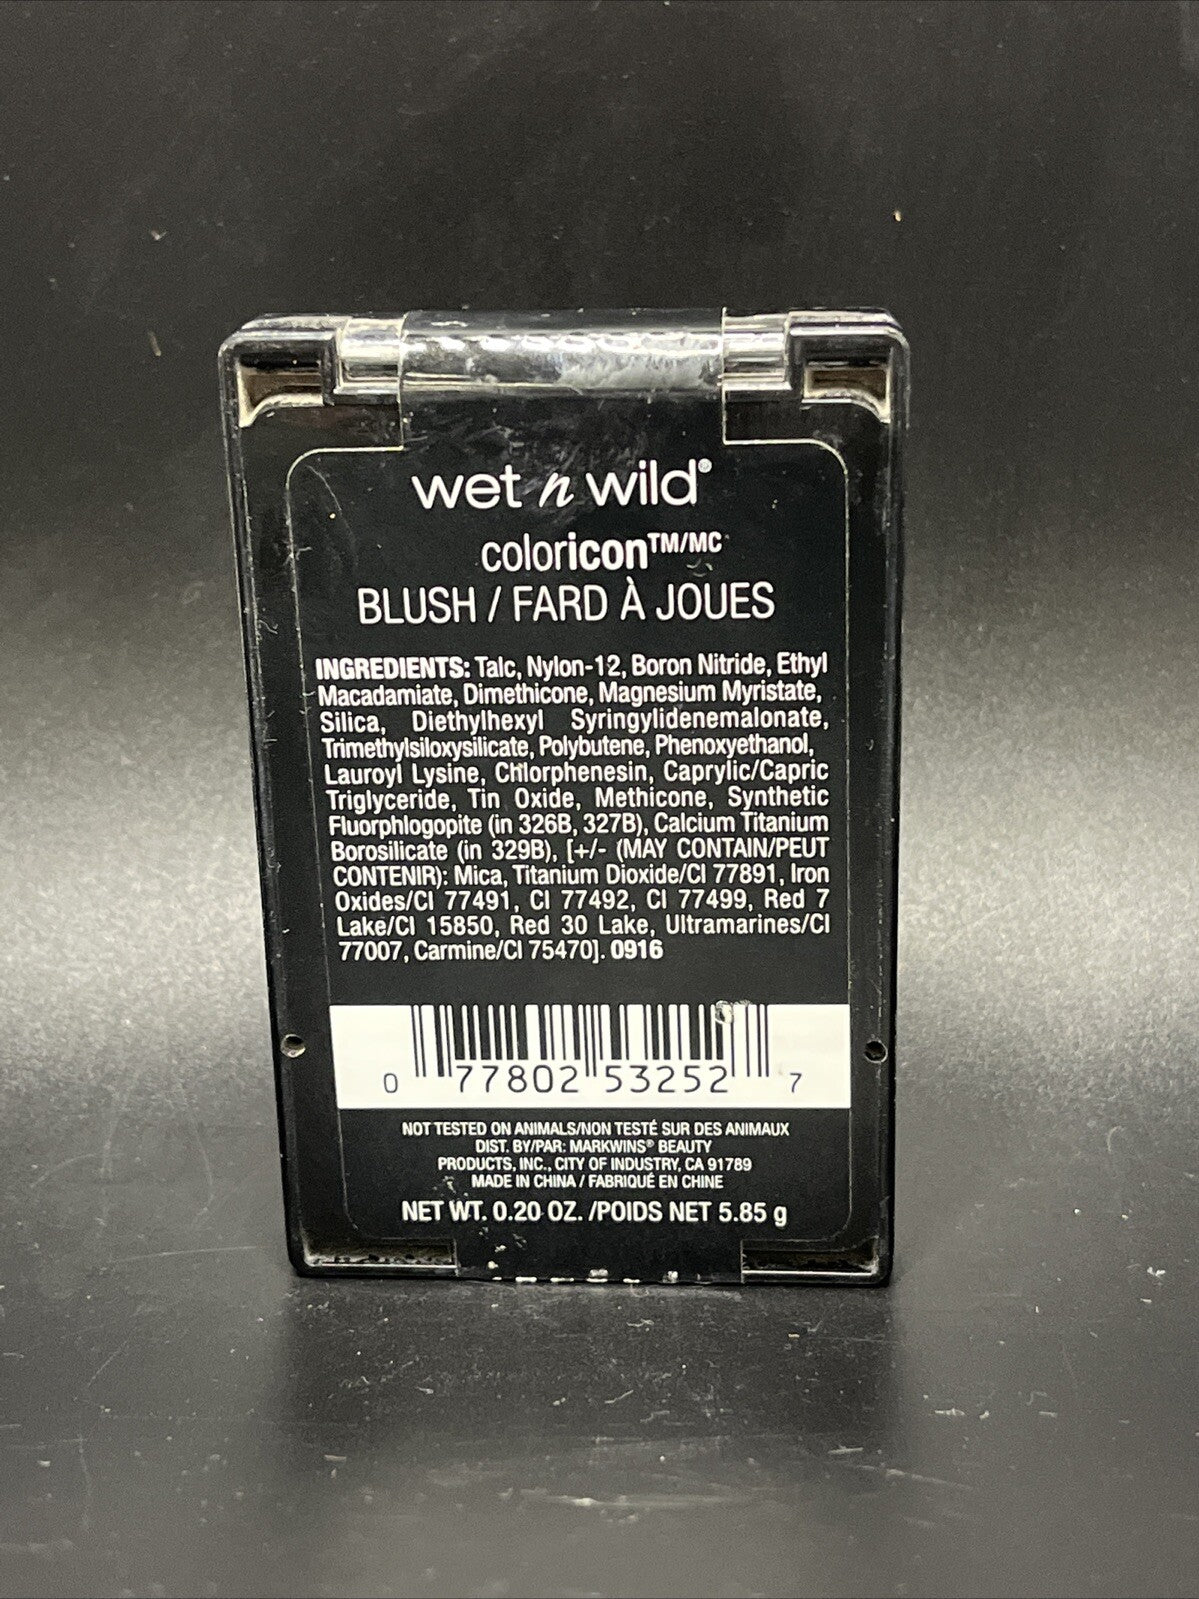 wet n wild®
coloricon™/MC
BLUSH / FARD À JOUES
INGREDIENTS: Talc, Nylon-12, Boron Nitride, Ethyl
Macadamiate, Dimethicone, Magnesium Myristate,
Silica, Diethylhexyl Syringylidenemalonate,
Trimethylsiloxysilicate, Polybutene, Phenoxyethanol,
Lauroyl Lysine, Chlorphenesin, Caprylic/Capric
Triglyceride, Tin Oxide, Methicone, Synthetic
Fluorphlogopite (in 326B, 327B), Calcium Titanium
Borosilicate (in 329B), [+/- (MAY CONTAIN/PEUT
CONTENIR): Mica, Titanium Dioxide/CI 77891, Iron
Oxides/CI 77491, CI 77492, CI 77499, Red 7
Lake/CI 15850, Red 30 Lake, Ultramarines/CI
77007, Carmine/CI 75470]. 0916
0 77802 53252 7
NOT TESTED ON ANIMALS/NON TESTÉ SUR DES ANIMAUX
DIST. BY/PAR: MARKWINS® BEAUTY
PRODUCTS, INC., CITY OF INDUSTRY, CA 91789
MADE IN CHINA / FABRIQUÉ EN CHINE
NET WT. 0.20 OZ. /POIDS NET 5.85 g